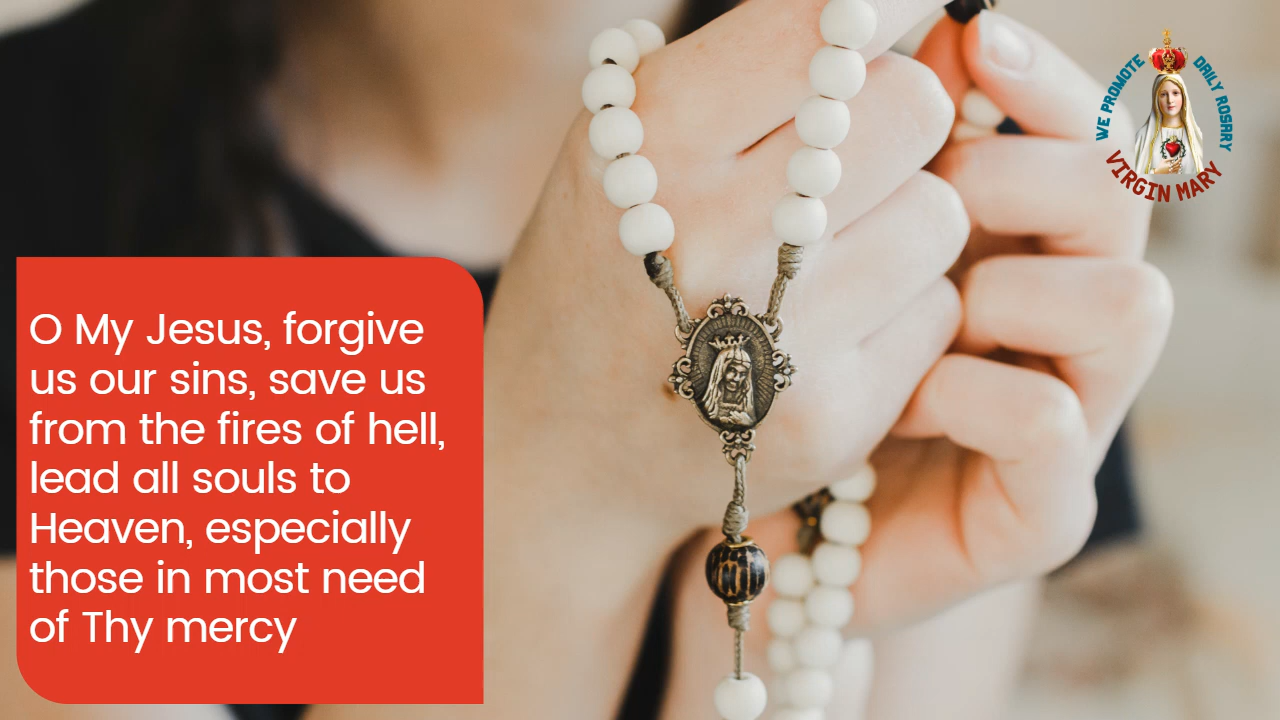 O My Jesus, forgive
us our sins, save us
from the fires of hell,
lead all souls to
Heaven, especially
those in most need
of Thy mercy
WE PROMOTE DAILY ROSARY
VIRGIN MARY